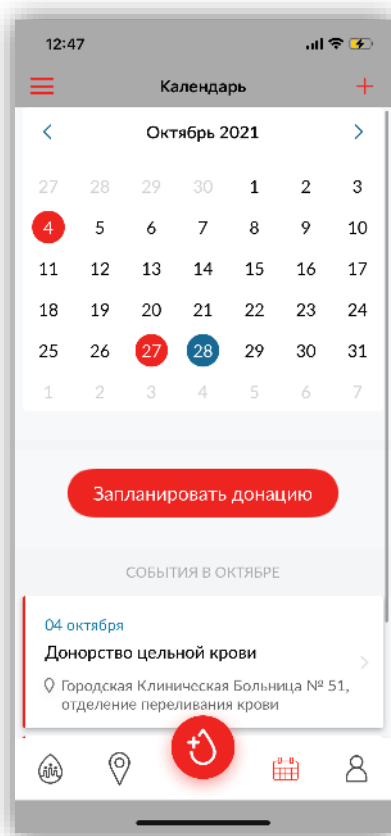 12:47
Календарь
Октябрь 2021
27 28 29 30 1 2 3
4 5 6 7 8 9 10
11 12 13 14 15 16 17
18 19 20 21 22 23 24
25 26 27 28 29 30 31
1 2 3 4 5 6 7
Запланировать донацию
СОБЫТИЯ В ОКТЯБРЕ
04 октября
Донорство цельной крови
Городская Клиническая Больница № 51,
отделение переливания крови